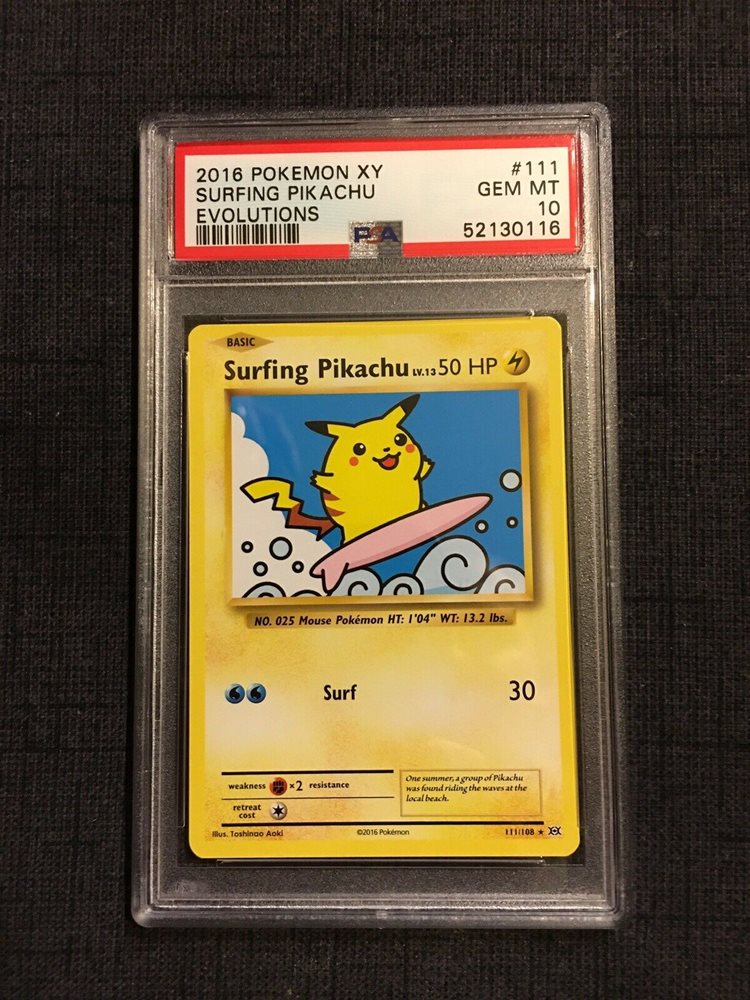 2016 POKEMON XY #111
SURFING PIKACHU GEM MT
EVOLUTIONS 10
PSA 52130116
BASIC
Surfing Pikachu LV.13 50 HP
NO. 025 Mouse Pokémon HT: 1'04" WT: 13.2 lbs.
Surf 30
weakness ×2 resistance
retreat
cost
One summer, a group of Pikachu
was found riding the waves at the
local beach.
Illus. Toshinao Aoki ©2016 Pokémon 111/108 ★